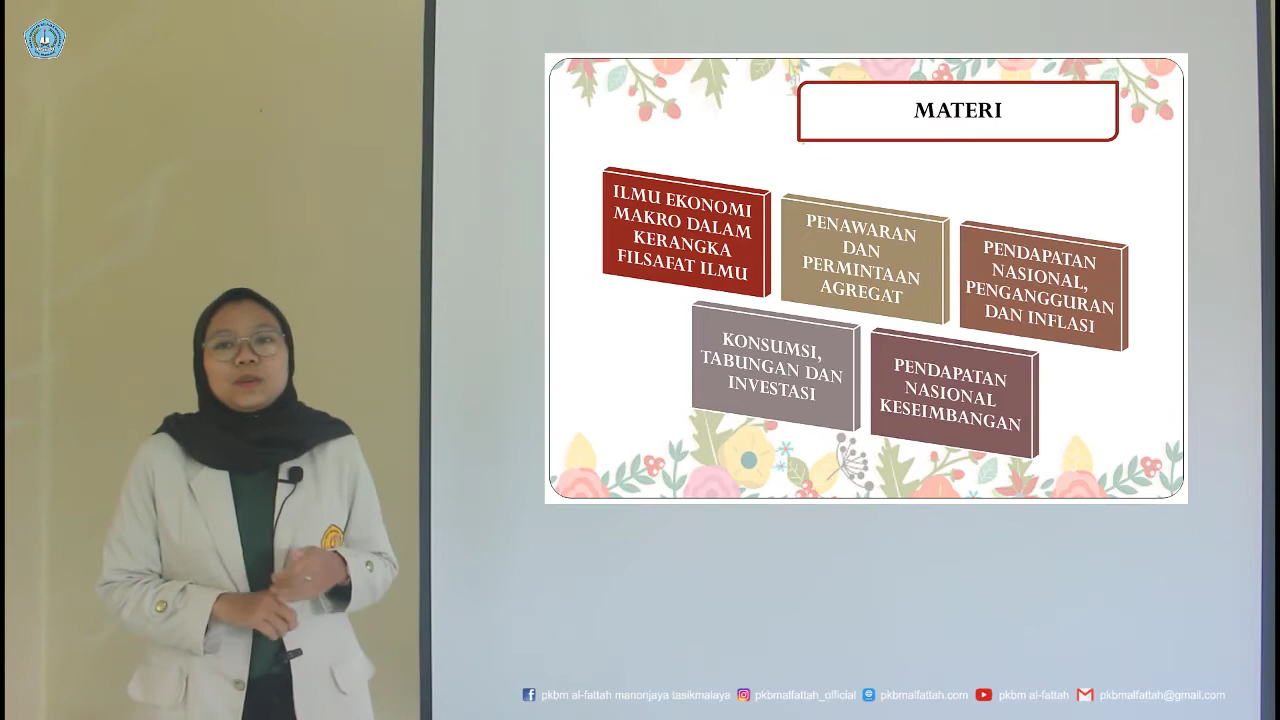 MATERI
ILMU EKONOMI
MAKRO DALAM
KERANGKA
FILSAFAT ILMU
PENAWARAN
DAN
PERMINTAAN
AGREGAT
PENDAPATAN
NASIONAL,
PENGANGGURAN
DAN INFLASI
KONSUMSI,
TABUNGAN DAN
INVESTASI
PENDAPATAN
NASIONAL
KESEIMBANGAN
pkbm al-fattah manonjaya tasikmalaya pkbmalfattah_official pkbmalfattah.com pkbm al-fattah pkbmalfattah@gmail.com